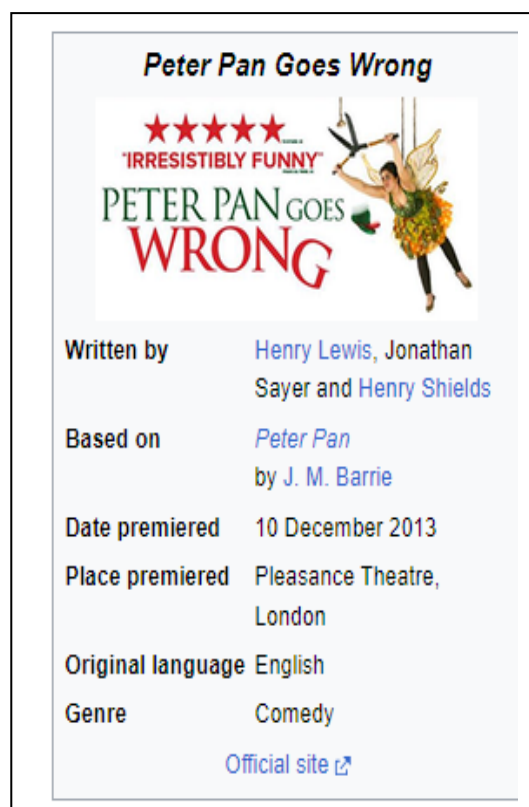 Peter Pan Goes Wrong
"IRRESISTIBLY FUNNY"
PETER PAN GOES
WRONG
Written by Henry Lewis, Jonathan
Sayer and Henry Shields
Based on Peter Pan
by J. M. Barrie
Date premiered 10 December 2013
Place premiered Pleasance Theatre,
London
Original language English
Genre Comedy
Official site